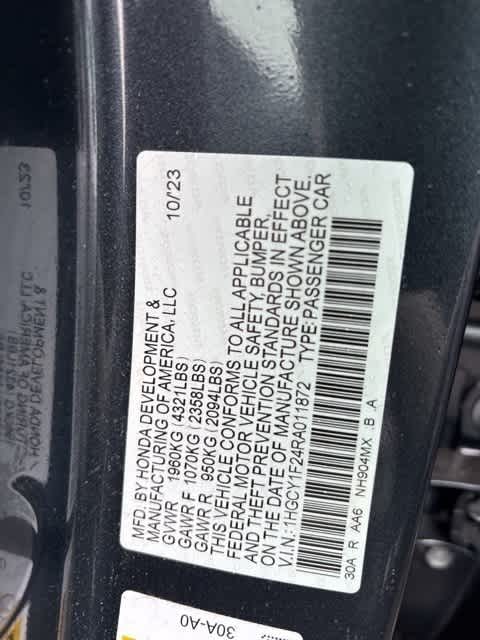 MFD. BY HONDA DEVELOPMENT &
MANUFACTURING OF AMERICA, LLC 10/23
GVWR 1960KG (4321LBS)
GAWR F 1070KG (2358LBS)
GAWR R 950KG (2094LBS)
THIS VEHICLE CONFORMS TO ALL APPLICABLE
FEDERAL MOTOR VEHICLE SAFETY, BUMPER,
AND THEFT PREVENTION STANDARDS IN EFFECT
ON THE DATE OF MANUFACTURE SHOWN ABOVE.
V.I.N.:1HGCY1F24RA011872 TYPE:PASSENGER CAR
30A R AA6 NH904MX B A
30A-A0